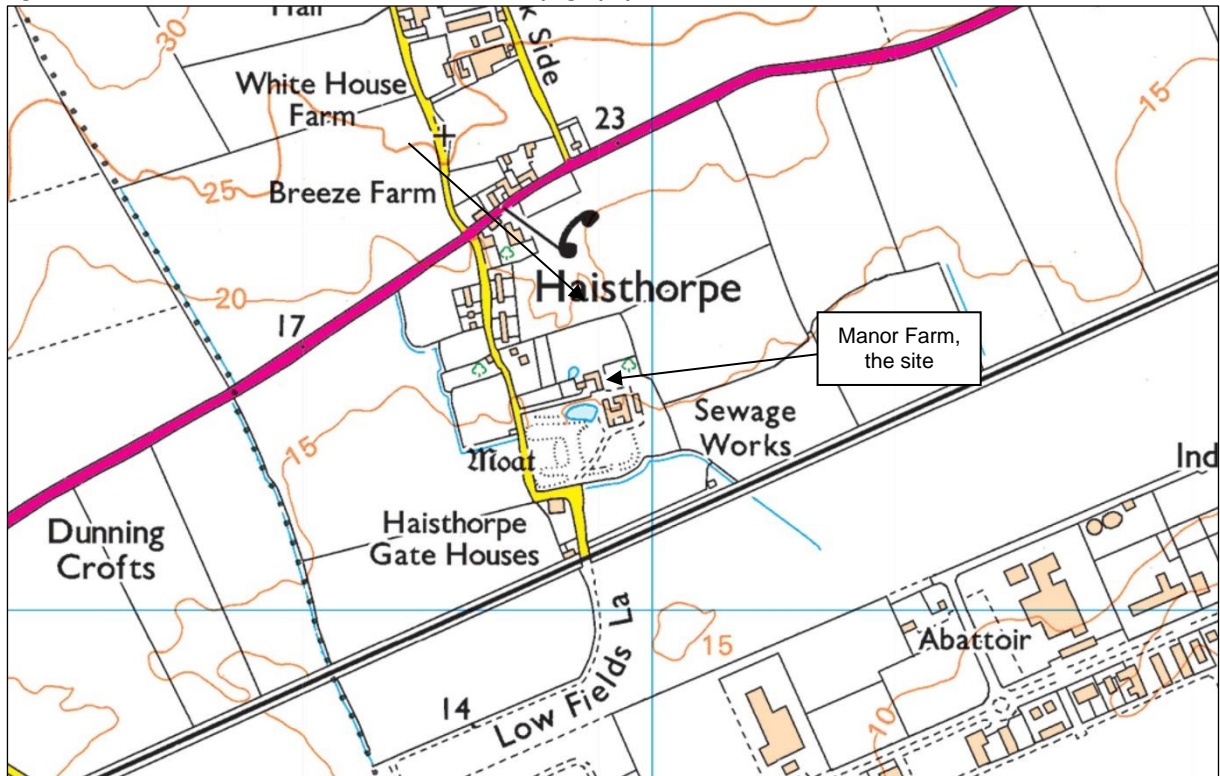 Hall
30
k Side
White House
Farm
23
15
25
Breeze Farm
20
Haisthorpe
17
Manor Farm,
the site
15
Sewage
Works
Moat
Ind
Dunning
Crofts
Haisthorpe
Gate Houses
15
Abattoir
14
Low Fields La
10